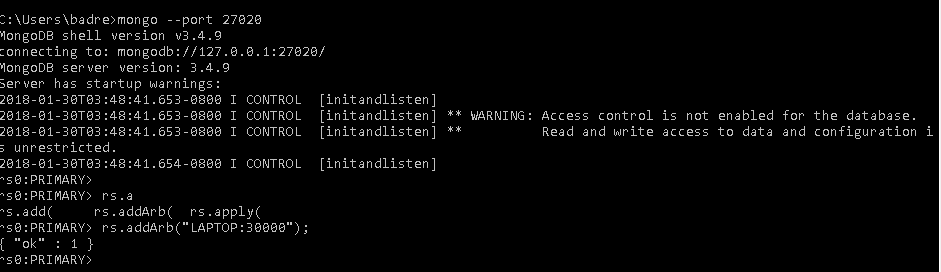 C:\Users\badre>mongo --port 27020
MongoDB shell version v3.4.9
connecting to: mongodb://127.0.0.1:27020/
MongoDB server version: 3.4.9
Server has startup warnings:
2018-01-30T03:48:41.653-0800 I CONTROL  [initandlisten]
2018-01-30T03:48:41.653-0800 I CONTROL  [initandlisten] ** WARNING: Access control is not enabled for the database.
2018-01-30T03:48:41.653-0800 I CONTROL  [initandlisten] **          Read and write access to data and configuration i
s unrestricted.
2018-01-30T03:48:41.654-0800 I CONTROL  [initandlisten]
rs0:PRIMARY>
rs0:PRIMARY> rs.a
rs.add(     rs.addArb(  rs.apply(
rs0:PRIMARY> rs.addArb("LAPTOP:30000");
{ "ok" : 1 }
rs0:PRIMARY>